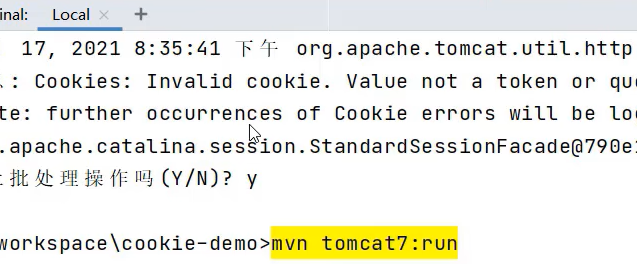 inal: Local × +
17, 2021 8:35:41 下午 org.apache.tomcat.util.http
: Cookies: Invalid cookie. Value not a token or quo
te: further occurrences of Cookie errors will be lo
.apache.catalina.session.StandardSessionFacade@790e1
批处理操作吗(Y/N)? y
workspace\cookie-demo>mvn tomcat7:run